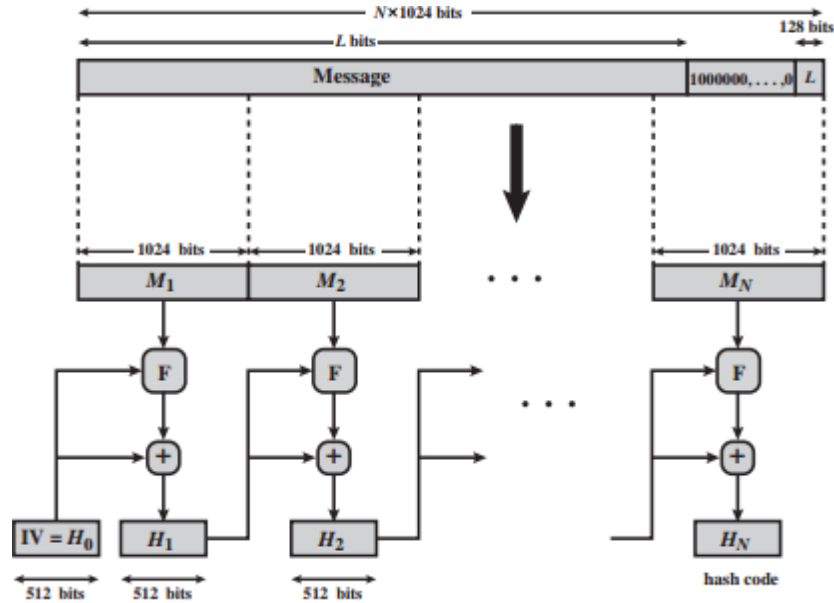 N×1024 bits
L bits
128 bits
Message
1000000, . . . ,0
L
1024 bits
1024 bits
1024 bits
M1
M2
. . .
MN
F
F
F
. . .
+
+
+
IV = H0
H1
H2
HN
512 bits
512 bits
512 bits
hash code